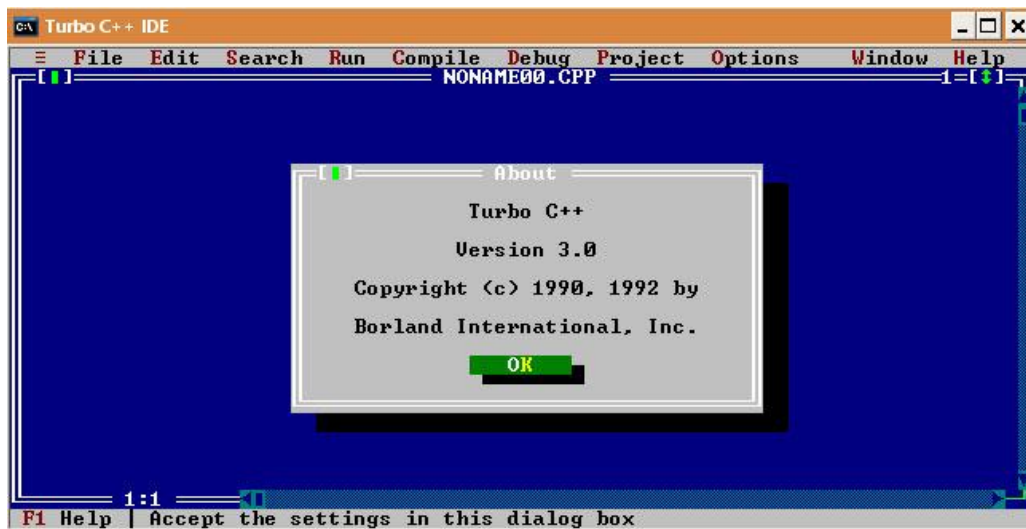 Turbo C++ IDE
≡ File Edit Search Run Compile Debug Project Options Window Help
[■] NONAME00.CPP 1=[↕]
[■] About
Turbo C++
Version 3.0
Copyright (c) 1990, 1992 by
Borland International, Inc.
OK
1:1
F1 Help | Accept the settings in this dialog box